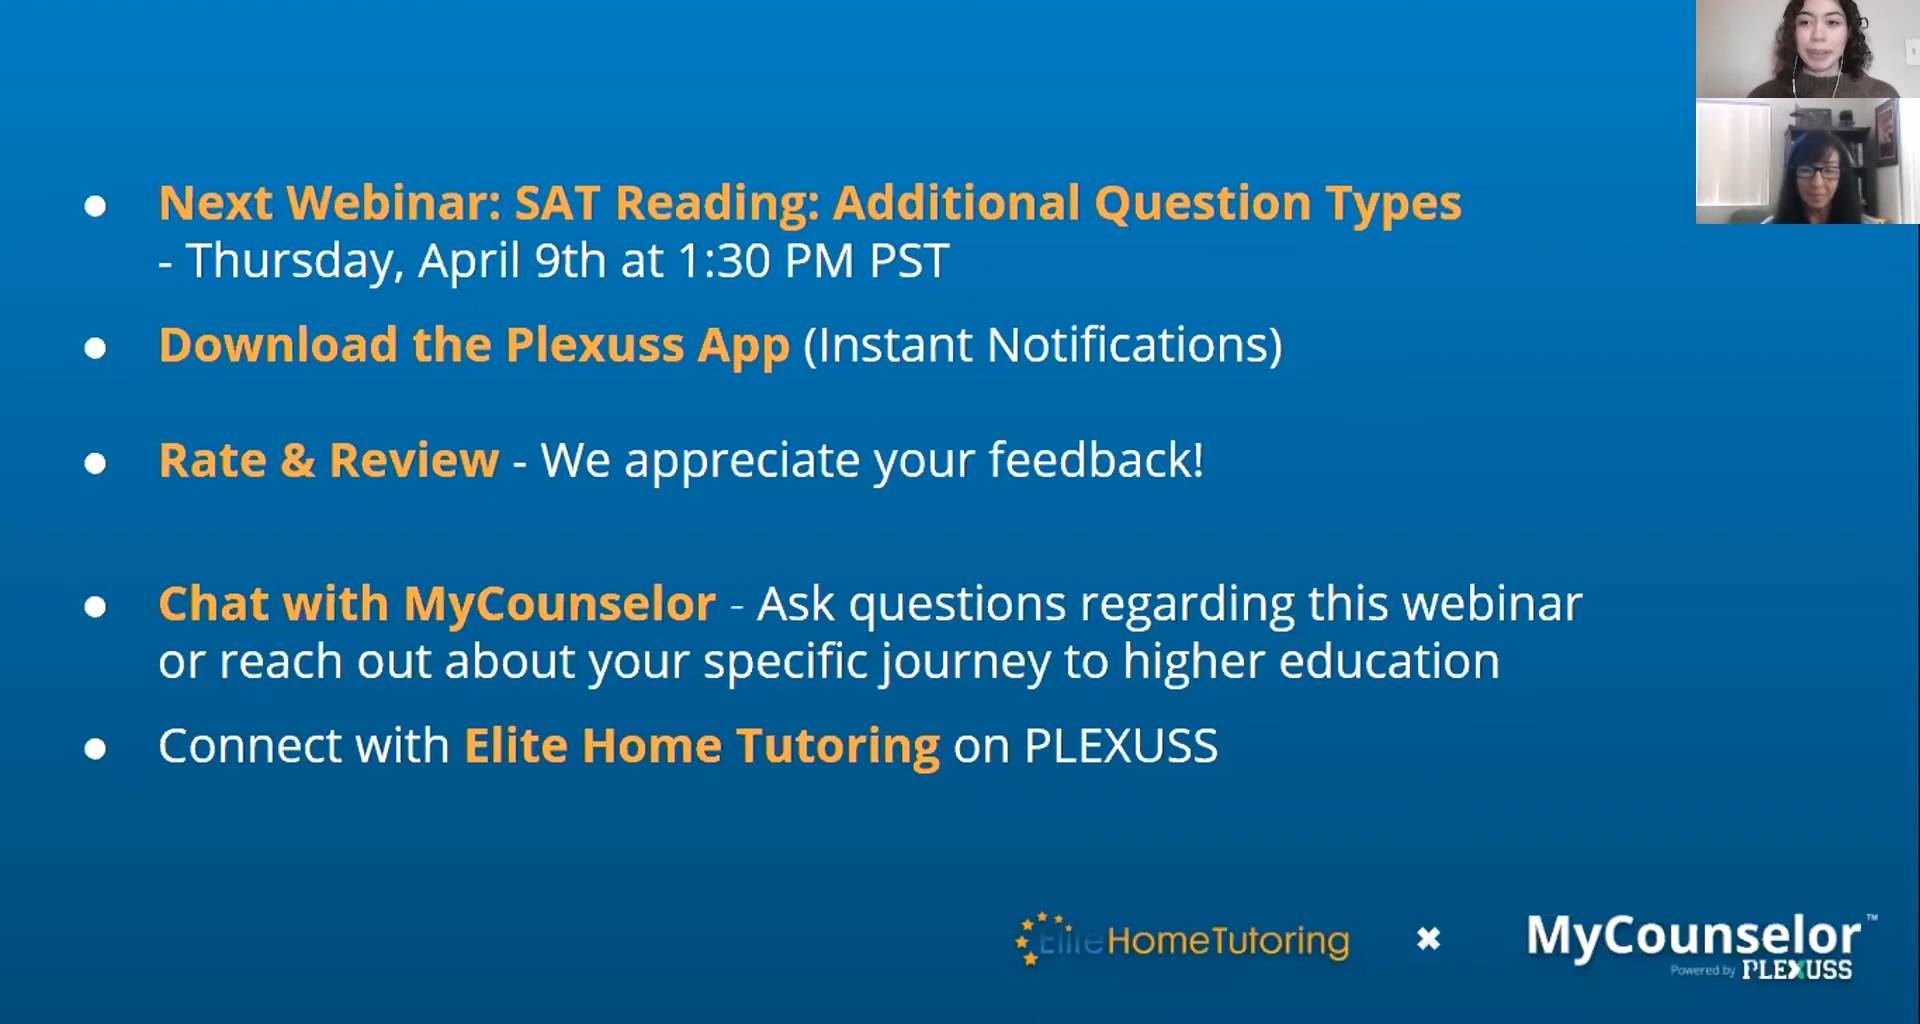 ● Next Webinar: SAT Reading: Additional Question Types
- Thursday, April 9th at 1:30 PM PST
● Download the Plexuss App (Instant Notifications)
● Rate & Review - We appreciate your feedback!
● Chat with MyCounselor - Ask questions regarding this webinar
or reach out about your specific journey to higher education
● Connect with Elite Home Tutoring on PLEXUSS
EliteHomeTutoring ✖ MyCounselor™
Powered by PLEXUSS